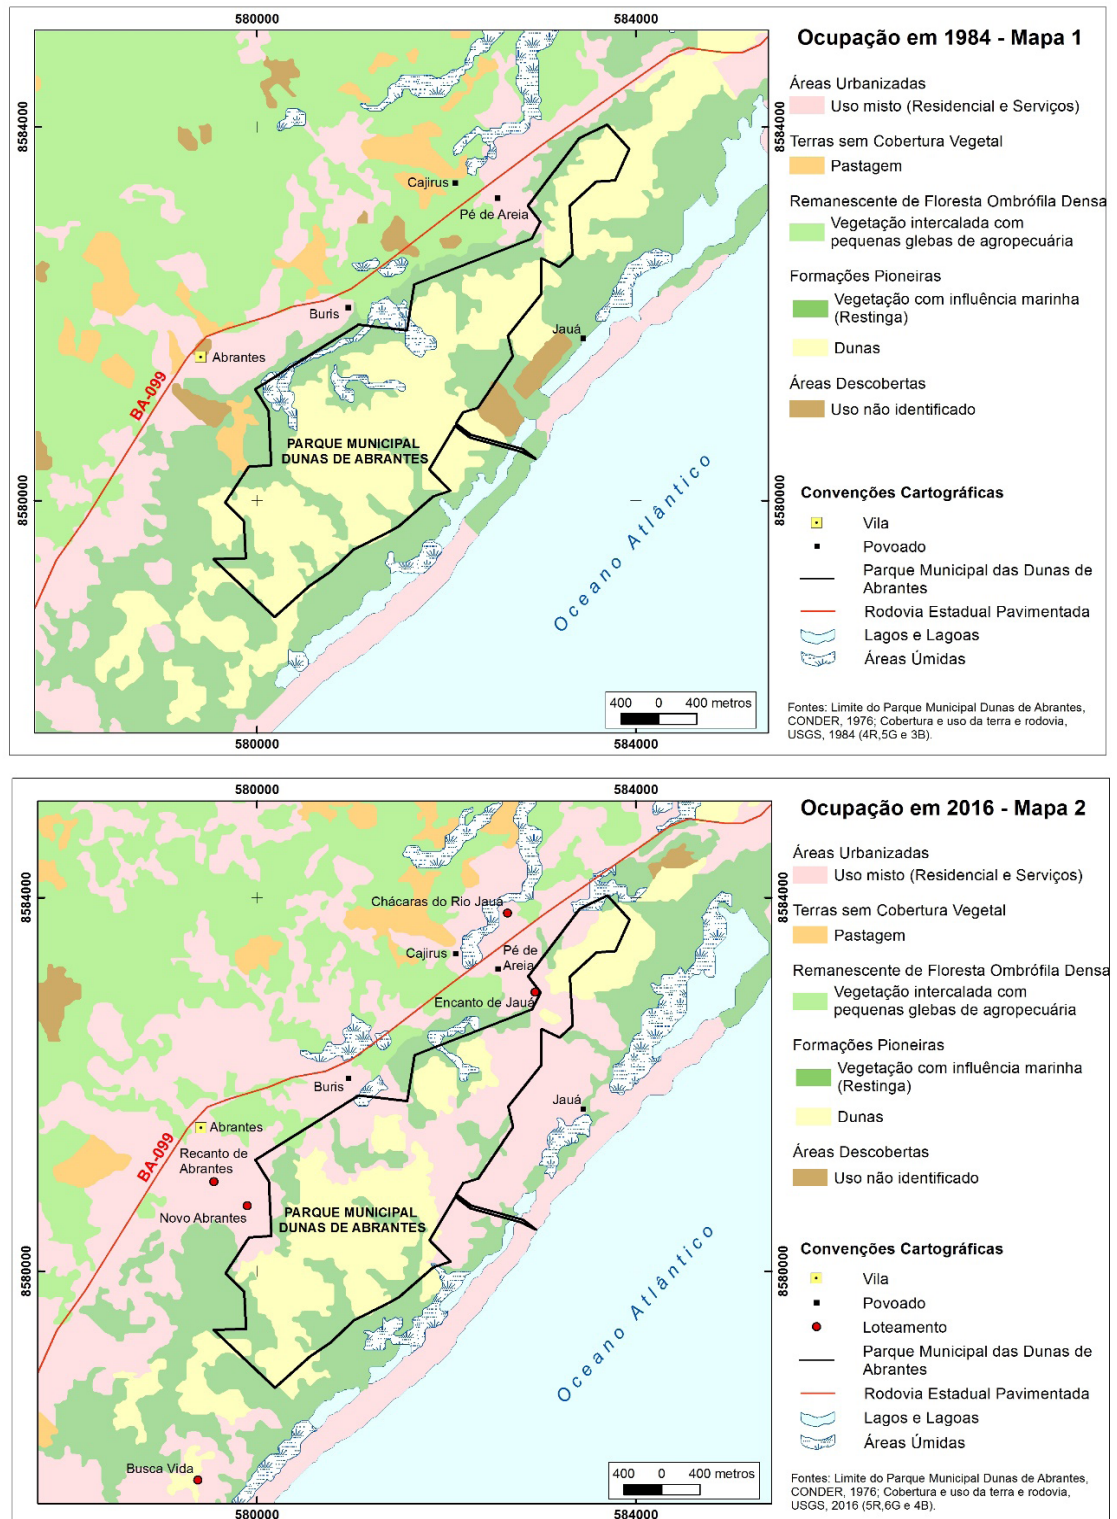 580000
584000
Ocupação em 1984 - Mapa 1
Áreas Urbanizadas
Uso misto (Residencial e Serviços)
Terras sem Cobertura Vegetal
Pastagem
Remanescente de Floresta Ombrófila Densa
Vegetação intercalada com
pequenas glebas de agropecuária
Formações Pioneiras
Vegetação com influência marinha
(Restinga)
Dunas
Áreas Descobertas
Uso não identificado
Convenções Cartográficas
Vila
Povoado
Parque Municipal das Dunas de
Abrantes
Rodovia Estadual Pavimentada
Lagos e Lagoas
Áreas Úmidas
Fontes: Limite do Parque Municipal Dunas de Abrantes,
CONDER, 1976; Cobertura e uso da terra e rodovia,
USGS, 1984 (4R,5G e 3B).
8584000
8584000
Cajirus
Pé de Areia
Buris
Jauá
Abrantes
BA-099
PARQUE MUNICIPAL
DUNAS DE ABRANTES
8580000
8580000
Oceano Atlântico
400 0 400 metros
580000
584000
580000
584000
Ocupação em 2016 - Mapa 2
Áreas Urbanizadas
Uso misto (Residencial e Serviços)
Terras sem Cobertura Vegetal
Pastagem
Remanescente de Floresta Ombrófila Densa
Vegetação intercalada com
pequenas glebas de agropecuária
Formações Pioneiras
Vegetação com influência marinha
(Restinga)
Dunas
Áreas Descobertas
Uso não identificado
Convenções Cartográficas
Vila
Povoado
Loteamento
Parque Municipal das Dunas de
Abrantes
Rodovia Estadual Pavimentada
Lagos e Lagoas
Áreas Úmidas
Fontes: Limite do Parque Municipal Dunas de Abrantes,
CONDER, 1976; Cobertura e uso da terra e rodovia,
USGS, 2016 (5R,6G e 4B).
8584000
8584000
Chácaras do Rio Jauá
Cajirus
Pé de
Areia
Encanto de Jauá
Buris
Jauá
Abrantes
Recanto de
Abrantes
BA-099
Novo Abrantes
PARQUE MUNICIPAL
DUNAS DE ABRANTES
8580000
8580000
Oceano Atlântico
Busca Vida
400 0 400 metros
580000
584000